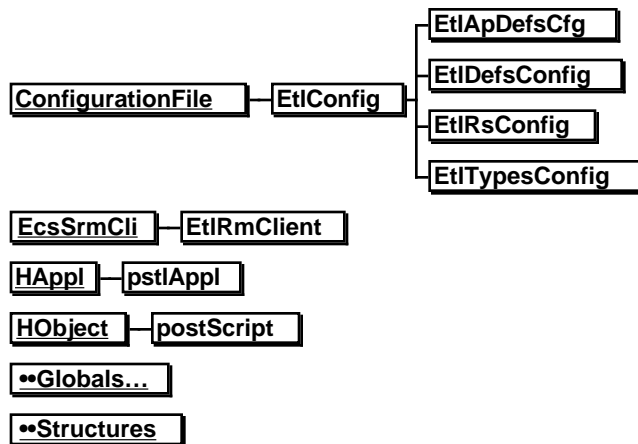 EtlApDefsCfg
EtlDefsConfig
ConfigurationFile EtlConfig
EtlRsConfig
EtlTypesConfig
EcsSrmCli EtlRmClient
HAppl pstlAppl
HObject postScript
••Globals…
••Structures